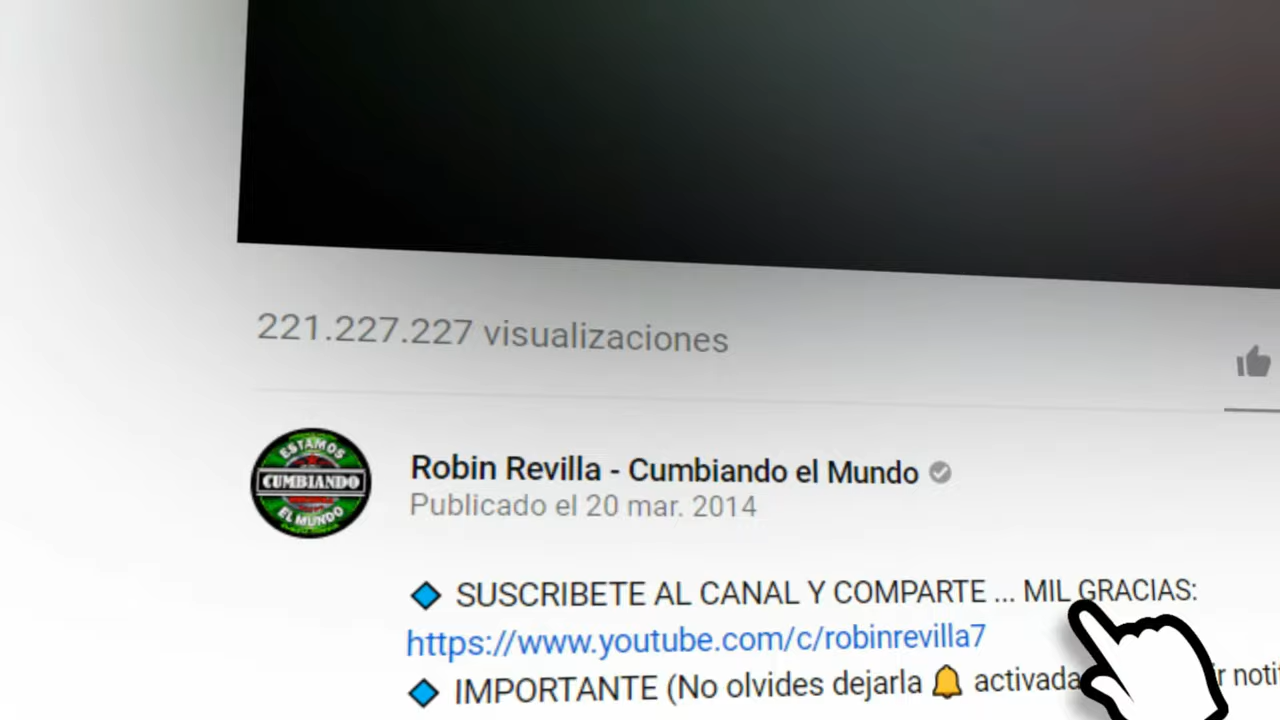 221.227.227 visualizaciones
ESTAMOS
CUMBIANDO
EL MUNDO
Robin Revilla - Cumbiando el Mundo
Publicado el 20 mar. 2014
SUSCRIBETE AL CANAL Y COMPARTE ... MIL GRACIAS:
https://www.youtube.com/c/robinrevilla7
IMPORTANTE (No olvides dejarla 🔔 activada